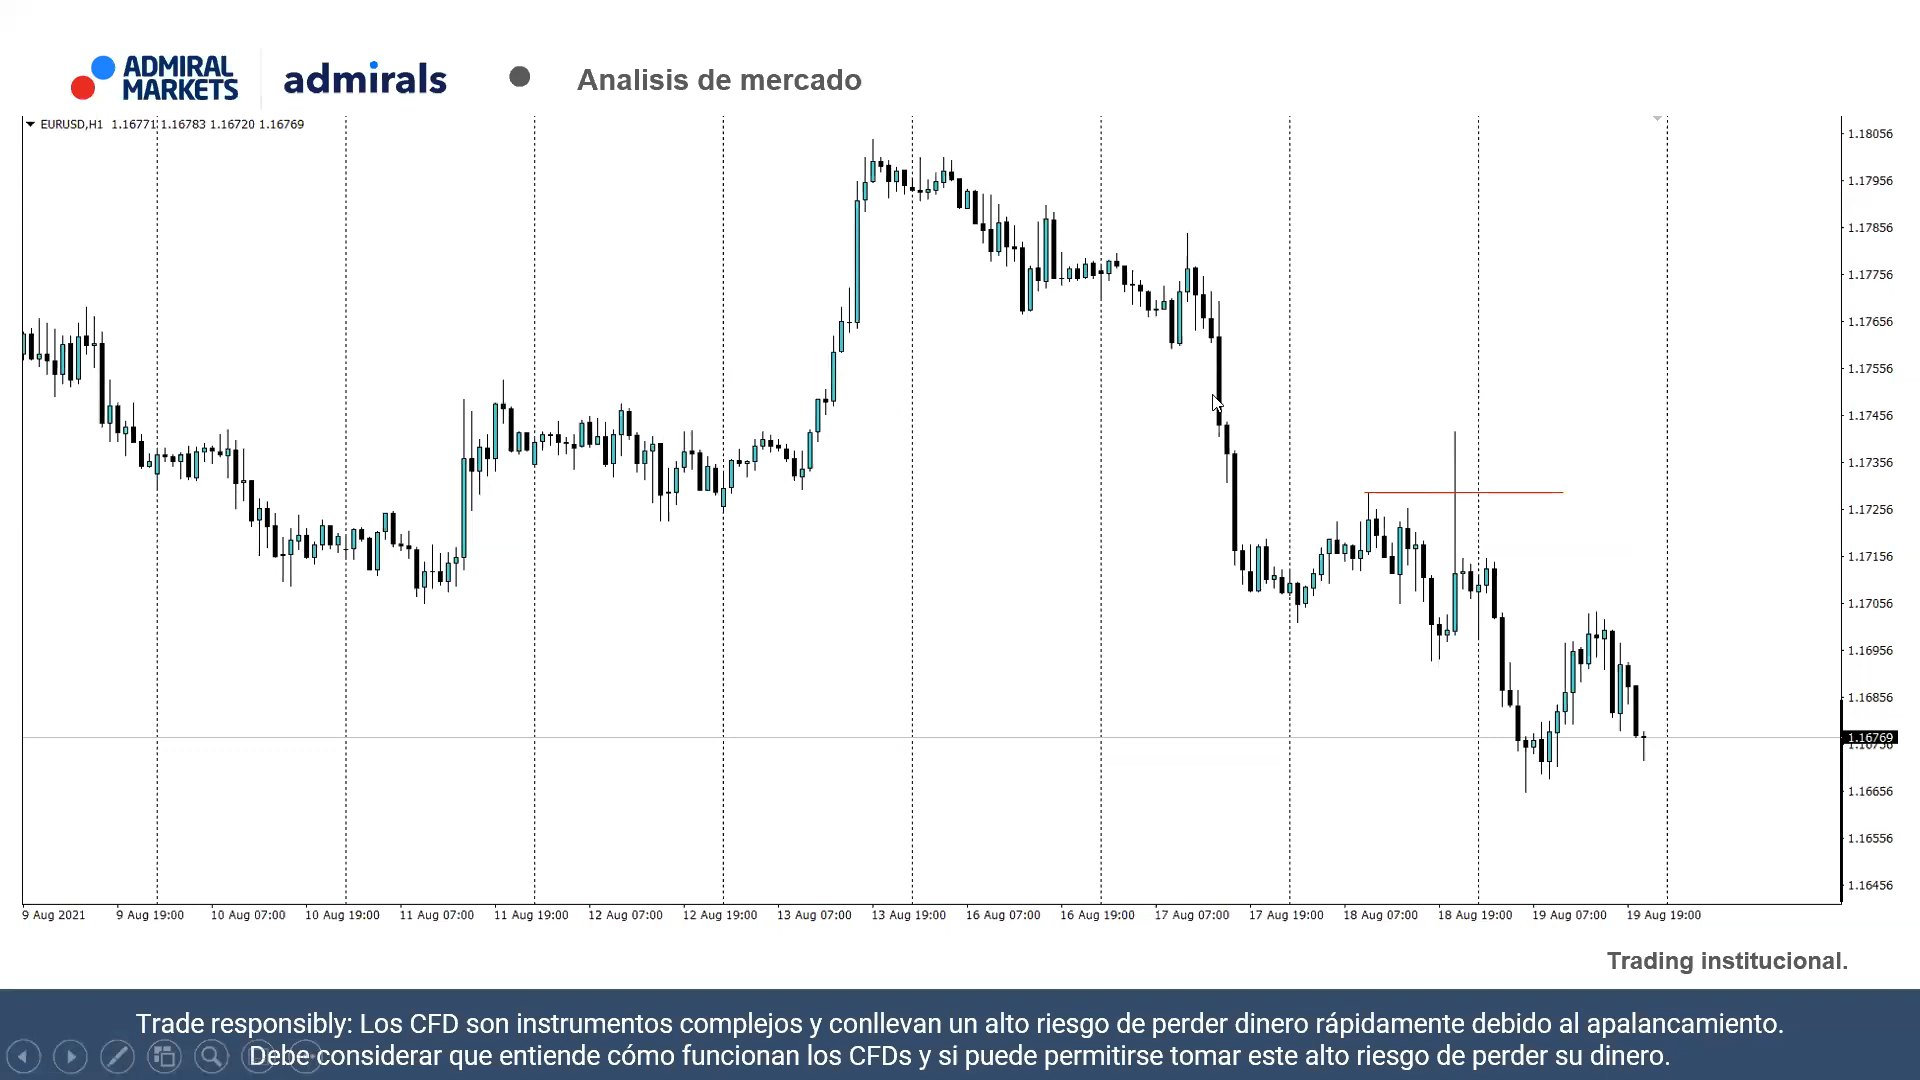 ADMIRAL
MARKETS
admirals
Analisis de mercado
EURUSD,H1 1.16771 1.16783 1.16720 1.16769
1.18056
1.17956
1.17856
1.17756
1.17656
1.17556
1.17456
1.17356
1.17256
1.17156
1.17056
1.16956
1.16856
1.16769
1.16756
1.16656
1.16556
1.16456
9 Aug 2021 9 Aug 19:00 10 Aug 07:00 10 Aug 19:00 11 Aug 07:00 11 Aug 19:00 12 Aug 07:00 12 Aug 19:00 13 Aug 07:00 13 Aug 19:00 16 Aug 07:00 16 Aug 19:00 17 Aug 07:00 17 Aug 19:00 18 Aug 07:00 18 Aug 19:00 19 Aug 07:00 19 Aug 19:00
Trading institucional.
Trade responsibly: Los CFD son instrumentos complejos y conllevan un alto riesgo de perder dinero rápidamente debido al apalancamiento.
Debe considerar que entiende cómo funcionan los CFDs y si puede permitirse tomar este alto riesgo de perder su dinero.